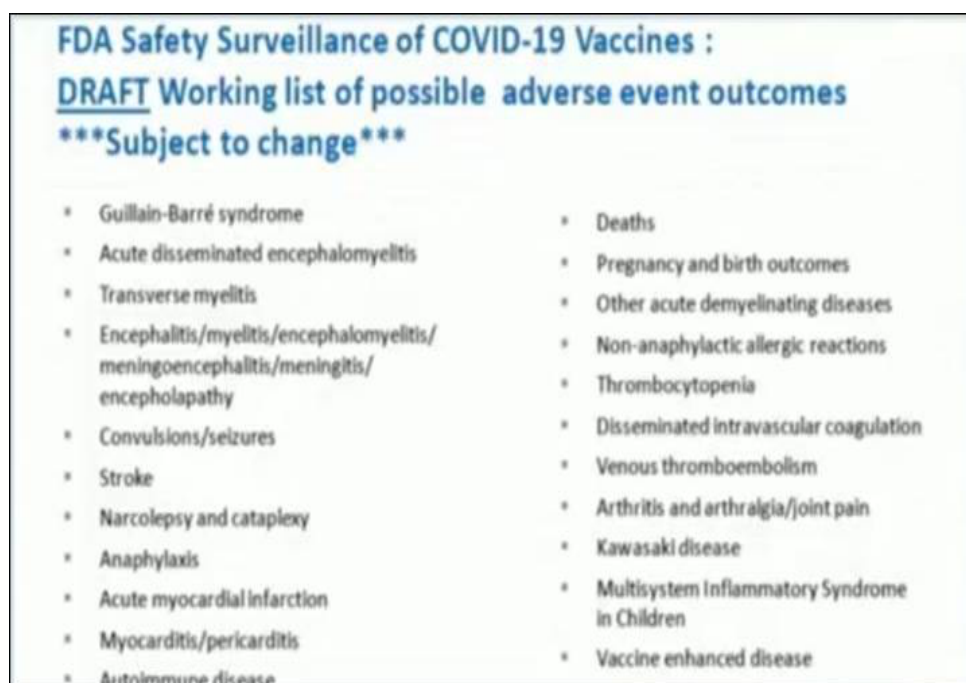 FDA Safety Surveillance of COVID-19 Vaccines :
DRAFT Working list of possible adverse event outcomes
***Subject to change***
Guillain-Barré syndrome
Acute disseminated encephalomyelitis
Transverse myelitis
Encephalitis/myelitis/encephalomyelitis/
meningoencephalitis/meningitis/
encepholapathy
Convulsions/seizures
Stroke
Narcolepsy and cataplexy
Anaphylaxis
Acute myocardial infarction
Myocarditis/pericarditis
Autoimmune disease
Deaths
Pregnancy and birth outcomes
Other acute demyelinating diseases
Non-anaphylactic allergic reactions
Thrombocytopenia
Disseminated intravascular coagulation
Venous thromboembolism
Arthritis and arthralgia/joint pain
Kawasaki disease
Multisystem Inflammatory Syndrome
in Children
Vaccine enhanced disease